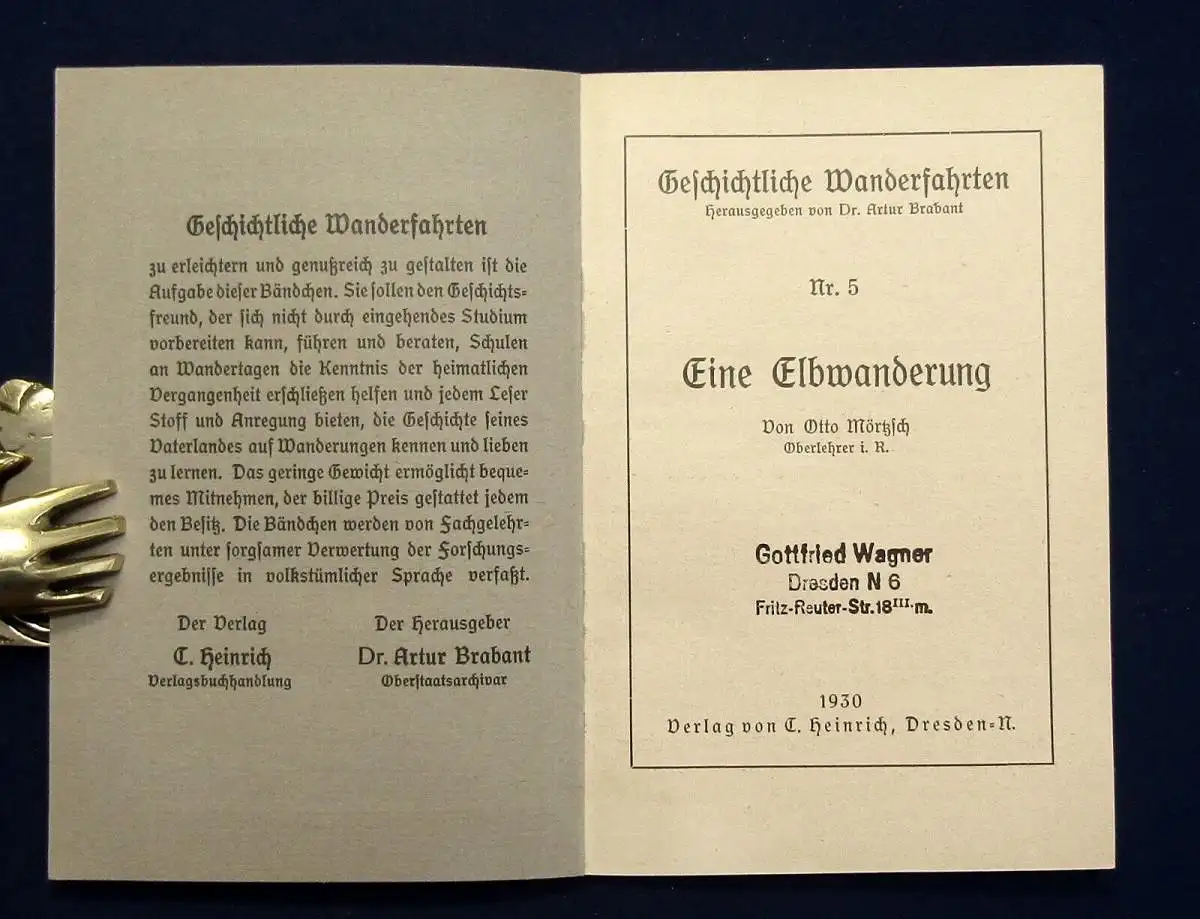 Geschichtliche Wanderfahrten
zu erleichtern und genußreich zu gestalten ist die
Aufgabe dieser Bändchen. Sie sollen den Geschichts=
freund, der sich nicht durch eingehendes Studium
vorbereiten kann, führen und beraten, Schulen
an Wandertagen die Kenntnis der heimatlichen
Vergangenheit erschließen helfen und jedem Leser
Stoff und Anregung bieten, die Geschichte seines
Vaterlandes auf Wanderungen kennen und lieben
zu lernen. Das geringe Gewicht ermöglicht beque=
mes Mitnehmen, der billige Preis gestattet jedem
den Besitz. Die Bändchen werden von Fachgelehr=
ten unter sorgsamer Verwertung der Forschungs=
ergebnisse in volkstümlicher Sprache verfaßt.
Der Verlag
C. Heinrich
Verlagsbuchhandlung
Der Herausgeber
Dr. Artur Brabant
Oberstaatsarchivar
Geschichtliche Wanderfahrten
Herausgegeben von Dr. Artur Brabant
Nr. 5
Eine Elbwanderung
Von Otto Mörtzsch
Oberlehrer i. R.
Gottfried Wagner
Dresden N 6
Fritz-Reuter-Str. 18 III. m.
1930
Verlag von C. Heinrich, Dresden=N.